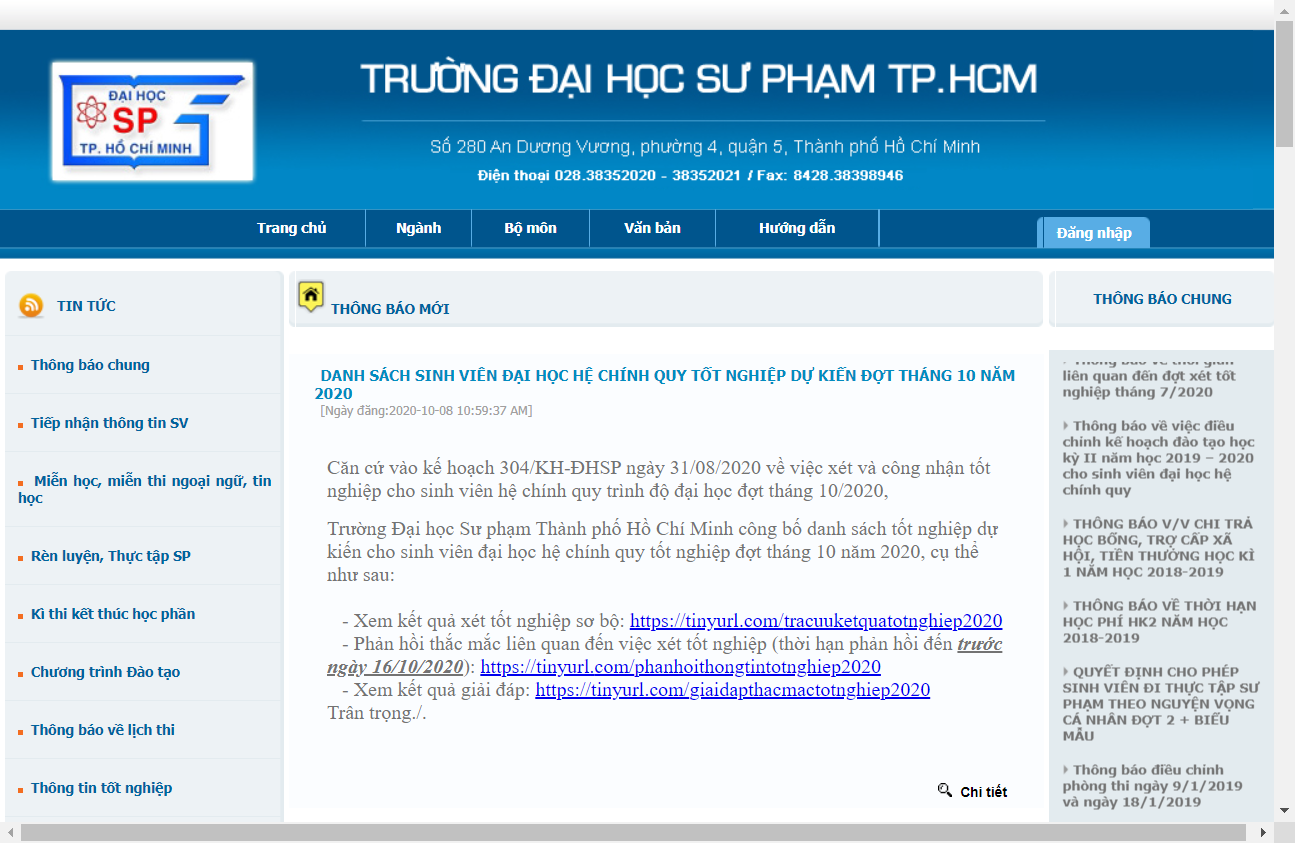 ĐẠI HỌC
SP
TP. HỒ CHÍ MINH
TRƯỜNG ĐẠI HỌC SƯ PHẠM TP.HCM
Số 280 An Dương Vương, phường 4, quận 5, Thành phố Hồ Chí Minh
Điện thoại 028.38352020 - 38352021 / Fax: 8428.38398946
Trang chủ
Ngành
Bộ môn
Văn bản
Hướng dẫn
Đăng nhập
TIN TỨC
Thông báo chung
Tiếp nhận thông tin SV
Miễn học, miễn thi ngoại ngữ, tin
học
Rèn luyện, Thực tập SP
Kì thi kết thúc học phần
Chương trình Đào tạo
Thông báo về lịch thi
Thông tin tốt nghiệp
THÔNG BÁO MỚI
DANH SÁCH SINH VIÊN ĐẠI HỌC HỆ CHÍNH QUY TỐT NGHIỆP DỰ KIẾN ĐỢT THÁNG 10 NĂM
2020
[Ngày đăng:2020-10-08 10:59:37 AM]
Căn cứ vào kế hoạch 304/KH-ĐHSP ngày 31/08/2020 về việc xét và công nhận tốt
nghiệp cho sinh viên hệ chính quy trình độ đại học đợt tháng 10/2020,
Trường Đại học Sư phạm Thành phố Hồ Chí Minh công bố danh sách tốt nghiệp dự
kiến cho sinh viên đại học hệ chính quy tốt nghiệp đợt tháng 10 năm 2020, cụ thể
như sau:
- Xem kết quả xét tốt nghiệp sơ bộ: https://tinyurl.com/tracuuketquatotnghiep2020
- Phản hồi thắc mắc liên quan đến việc xét tốt nghiệp (thời hạn phản hồi đến trước
ngày 16/10/2020): https://tinyurl.com/phanhoithongtintotnghiep2020
- Xem kết quả giải đáp: https://tinyurl.com/giaidapthacmactotnghiep2020
Trân trọng./.
Chi tiết
THÔNG BÁO CHUNG
Thông báo về thời gian
liên quan đến đợt xét tốt
nghiệp tháng 7/2020
Thông báo về việc điều
chỉnh kế hoạch đào tạo học
kỳ II năm học 2019 – 2020
cho sinh viên đại học hệ
chính quy
THÔNG BÁO V/V CHI TRẢ
HỌC BỔNG, TRỢ CẤP XÃ
HỘI, TIỀN THƯỞNG HỌC KÌ
1 NĂM HỌC 2018-2019
THÔNG BÁO VỀ THỜI HẠN
HỌC PHÍ HK2 NĂM HỌC
2018-2019
QUYẾT ĐỊNH CHO PHÉP
SINH VIÊN ĐI THỰC TẬP SƯ
PHẠM THEO NGUYỆN VỌNG
CÁ NHÂN ĐỢT 2 + BIỂU
MẪU
Thông báo điều chỉnh
phòng thi ngày 9/1/2019
và ngày 18/1/2019